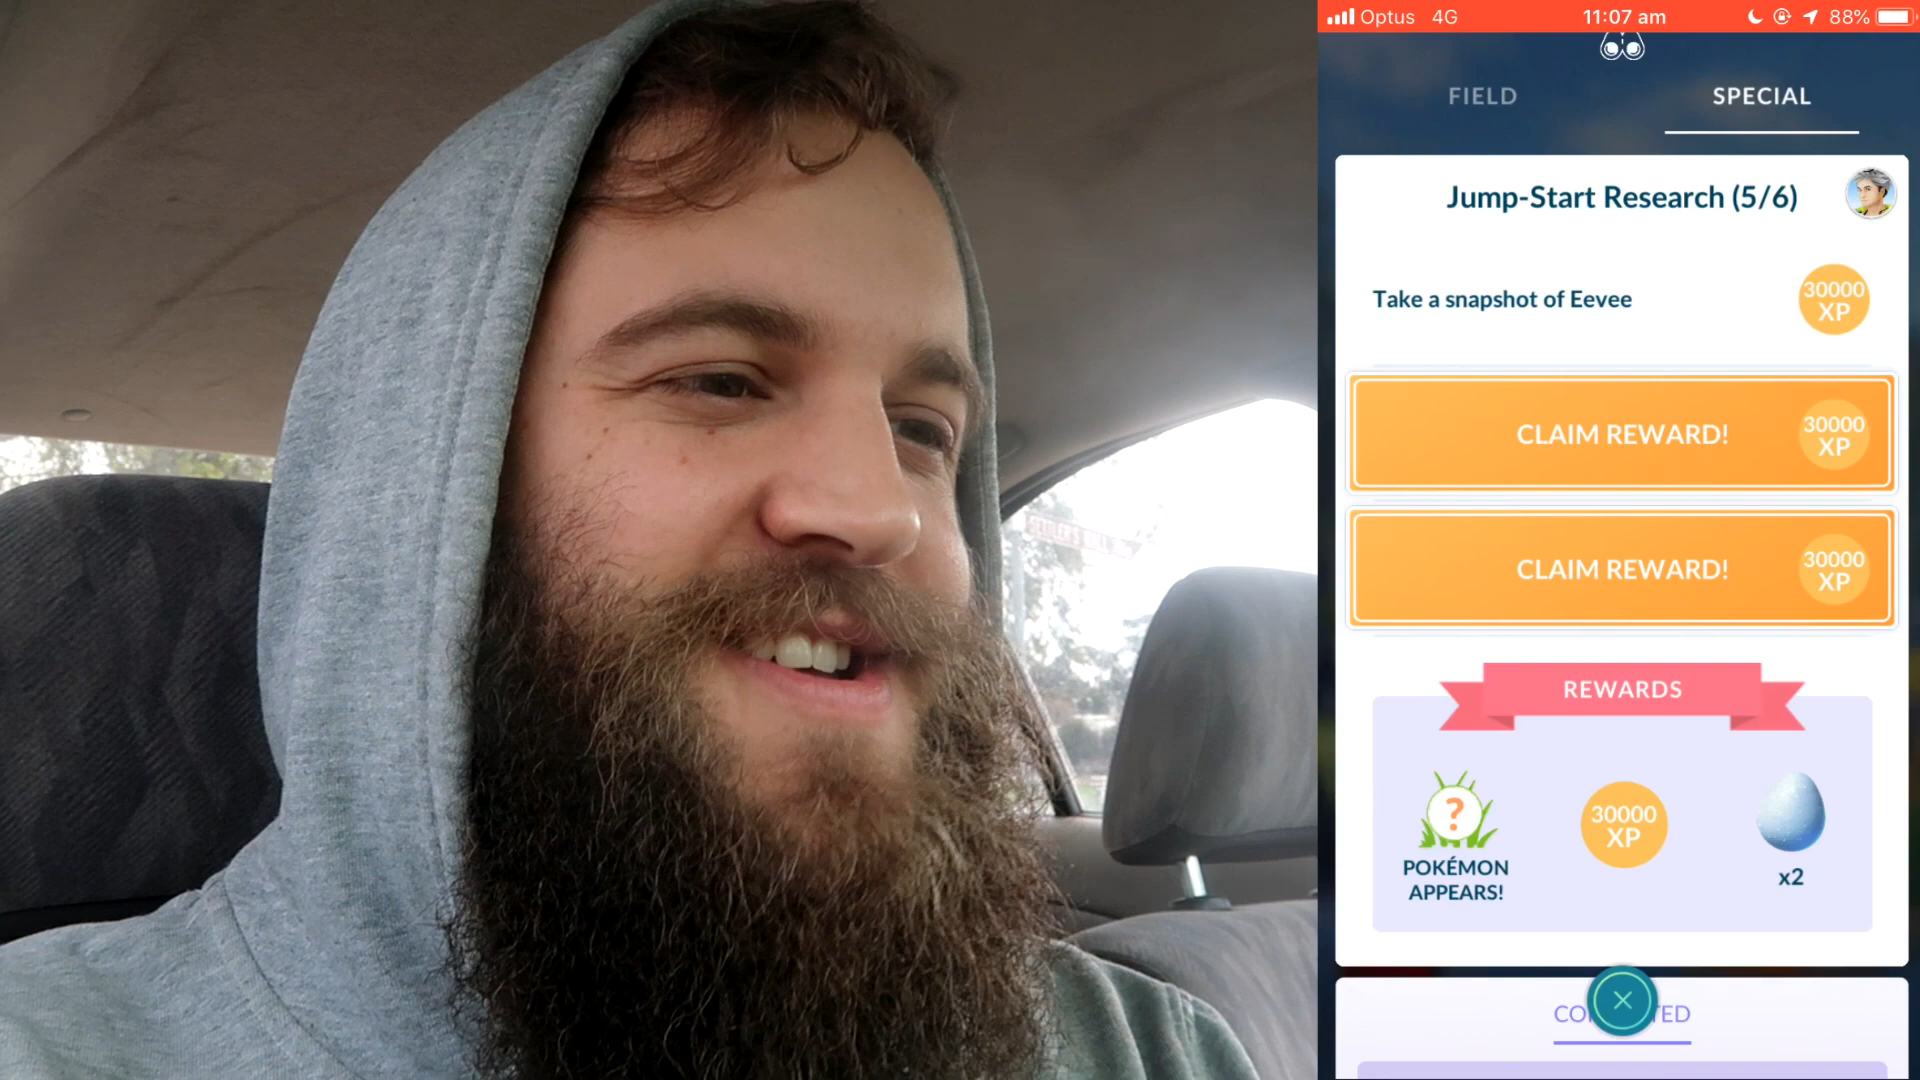 Optus 4G 11:07 am 88%
FIELD SPECIAL
Jump-Start Research (5/6)
Take a snapshot of Eevee
30000
XP
CLAIM REWARD!
30000
XP
CLAIM REWARD!
30000
XP
REWARDS
?
POKÉMON
APPEARS!
30000
XP
x2